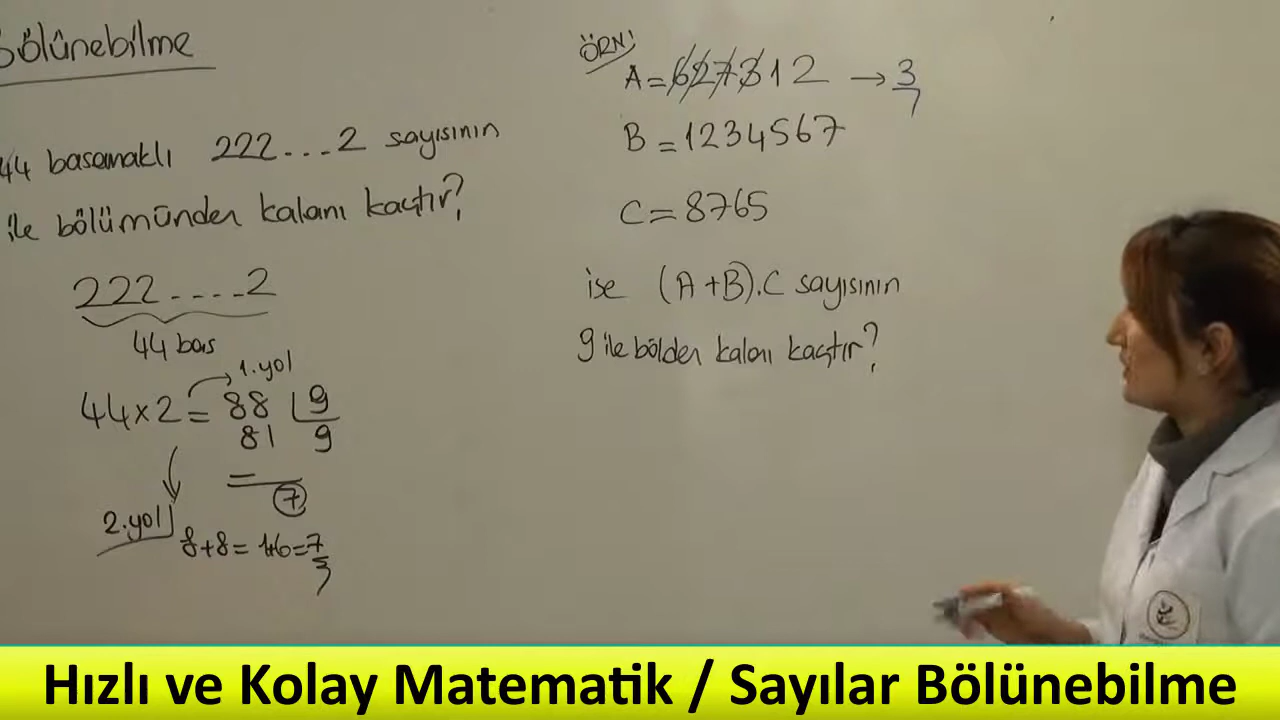 Bölünebilme
44 basamaklı 222...2 sayısının
ile bölümünden kalanı kaçtır?
222....2
44 bas
1.yol
44x2=88 9
81 9
7
2.yol
8+8=16=7
ÖRN
A=627312 → 3
B=1234567
C=8765
ise (A+B).C sayısının
9 ile bölden kalanı kaçtır?
Hızlı ve Kolay Matematik / Sayılar Bölünebilme